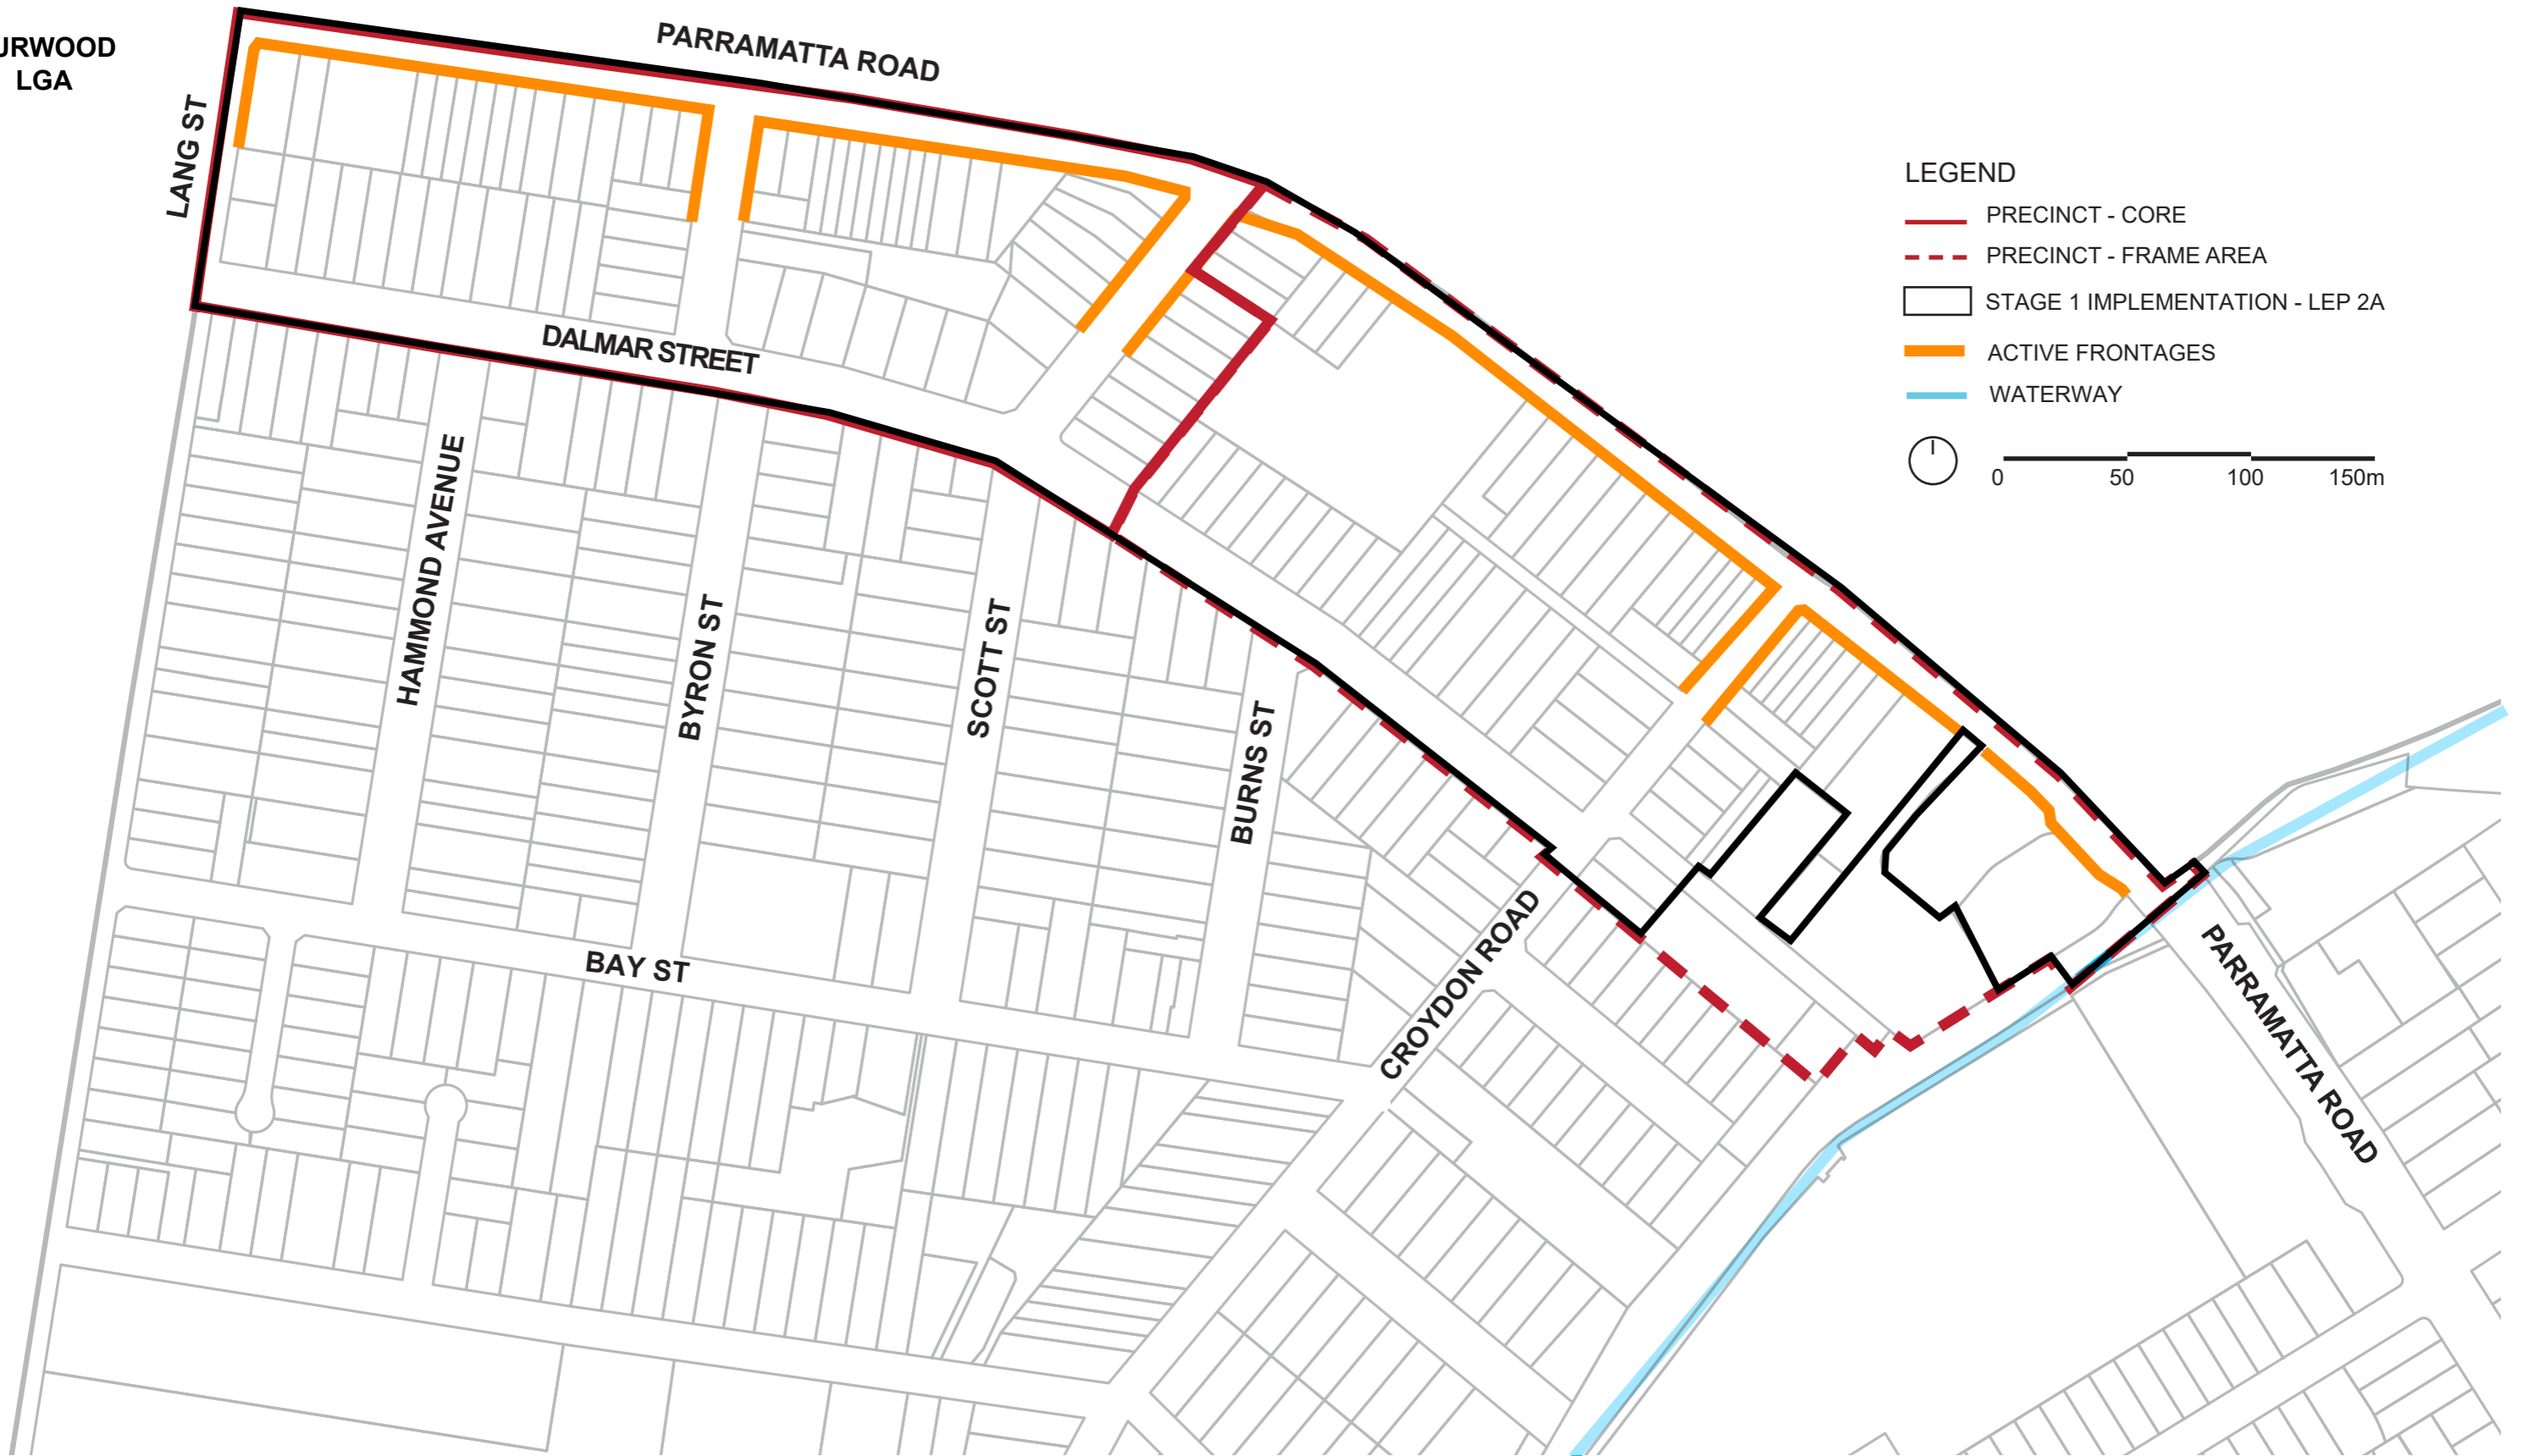 URWOOD
LGA
PARRAMATTA ROAD
LANG ST
DALMAR STREET
HAMMOND AVENUE
BYRON ST
SCOTT ST
BURNS ST
BAY ST
CROYDON ROAD
PARRAMATTA ROAD
LEGEND
PRECINCT - CORE
PRECINCT - FRAME AREA
STAGE 1 IMPLEMENTATION - LEP 2A
ACTIVE FRONTAGES
WATERWAY
0 50 100 150m